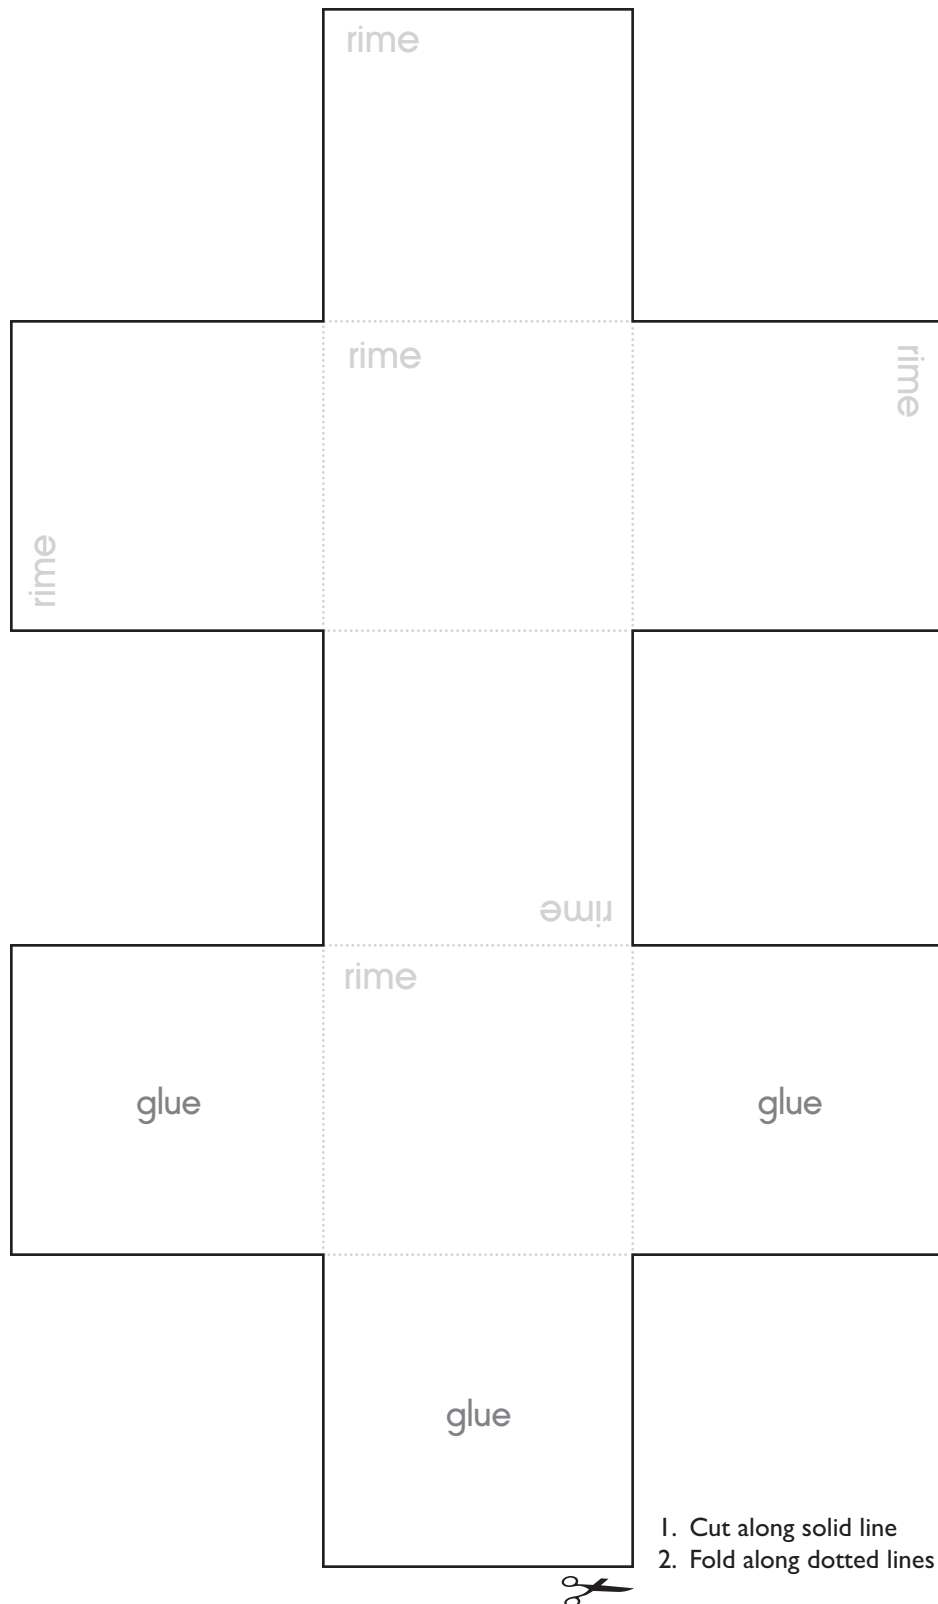 rime
rime
rime
rime
rime
rime
glue
glue
glue
1. Cut along solid line
2. Fold along dotted lines